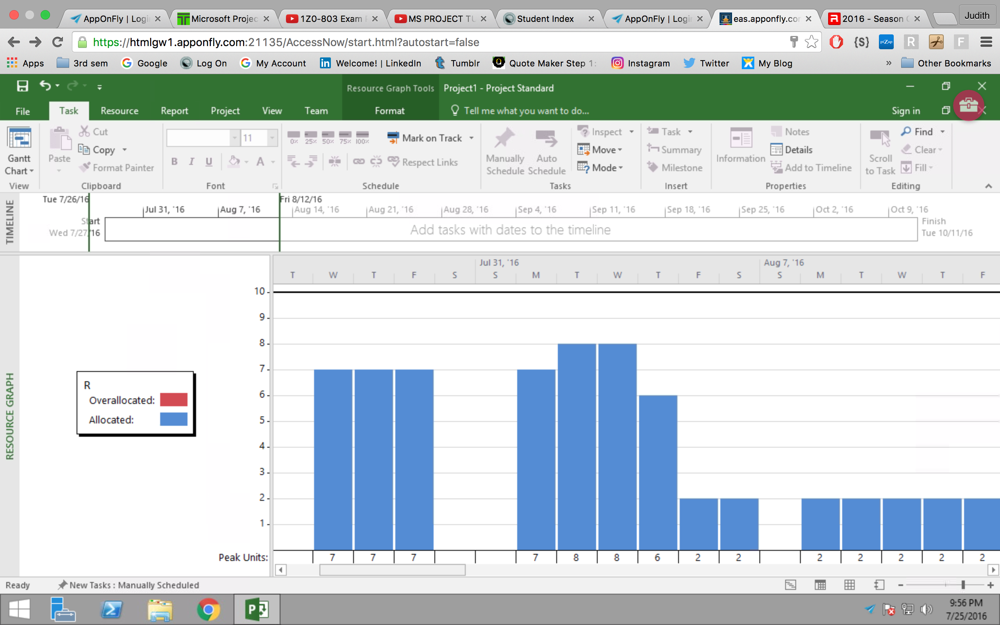 AppOnFly | Logi
Microsoft Projec
1Z0-803 Exam
MS PROJECT TU
Student Index
AppOnFly | Login
eas.apponfly.com
2016 - Season
Judith
https://htmlgw1.apponfly.com:21135/AccessNow/start.html?autostart=false
{S} piZap R F
Apps 3rd sem Google Log On My Account Welcome! | LinkedIn Tumblr Quote Maker Step 1: Instagram Twitter My Blog » Other Bookmarks
Resource Graph Tools Project1 - Project Standard
File Task Resource Report Project View Team Format Tell me what you want to do... Sign in
Gantt Chart
View
Paste
Cut
Copy
Format Painter
Clipboard
11
B I U A
Font
0% 25% 50% 75% 100%
Mark on Track
Respect Links
Schedule
Manually Schedule
Auto Schedule
Inspect
Move
Mode
Tasks
Task
Summary
Milestone
Insert
Information
Notes
Details
Add to Timeline
Properties
Scroll to Task
Find
Clear
Fill
Editing
TIMELINE
Tue 7/26/16 Fri 8/12/16
Jul 31, '16 Aug 7, '16 Aug 14, '16 Aug 21, '16 Aug 28, '16 Sep 4, '16 Sep 11, '16 Sep 18, '16 Sep 25, '16 Oct 2, '16 Oct 9, '16
Start
Wed 7/27/16
Add tasks with dates to the timeline
Finish
Tue 10/11/16
RESOURCE GRAPH
R
Overallocated:
Allocated:
Jul 31, '16 Aug 7, '16
T W T F S S M T W T F S S M T W T F
10
9
8
7
6
5
4
3
2
1
Peak Units: 7 7 7 7 8 8 6 2 2 2 2 2 2 2
Ready New Tasks : Manually Scheduled
9:56 PM
7/25/2016